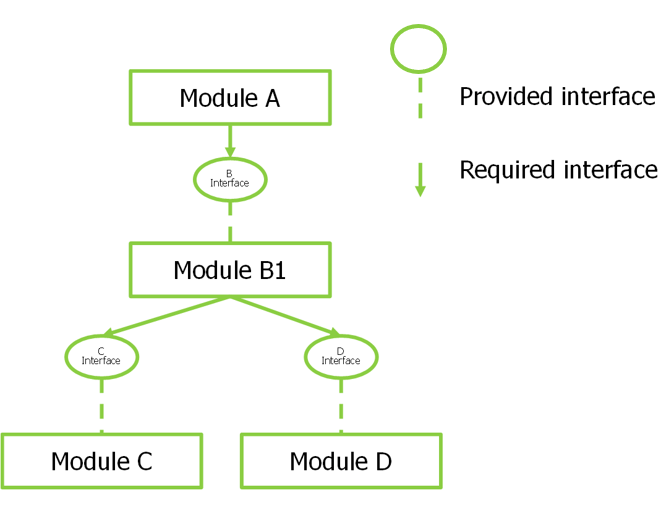 Module A
Provided interface
Required interface
B
Interface
Module B1
C
Interface
D
Interface
Module C
Module D